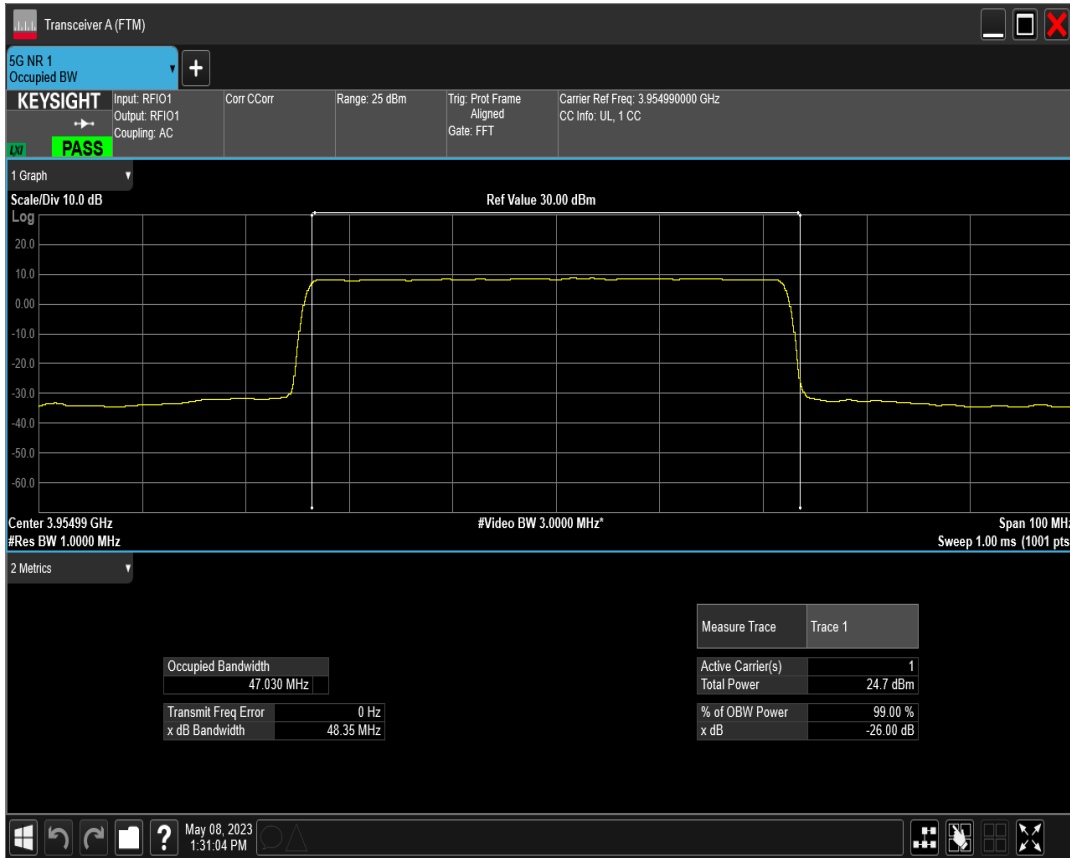 Transceiver A (FTM)
5G NR 1
Occupied BW
+
KEYSIGHT
Input: RFIO1
Output: RFIO1
Coupling: AC
Corr CCorr
Range: 25 dBm
Trig: Prot Frame
Aligned
Gate: FFT
Carrier Ref Freq: 3.954990000 GHz
CC Info: UL, 1 CC
LXI
PASS
1 Graph
Scale/Div 10.0 dB
Ref Value 30.00 dBm
Log
20.0
10.0
0.00
-10.0
-20.0
-30.0
-40.0
-50.0
-60.0
Center 3.95499 GHz
#Video BW 3.0000 MHz*
Span 100 MHz
#Res BW 1.0000 MHz
Sweep 1.00 ms (1001 pts
2 Metrics
Measure Trace Trace 1
Occupied Bandwidth
47.030 MHz
Active Carrier(s) 1
Total Power 24.7 dBm
Transmit Freq Error 0 Hz
x dB Bandwidth 48.35 MHz
% of OBW Power 99.00 %
x dB -26.00 dB
?
May 08, 2023
1:31:04 PM